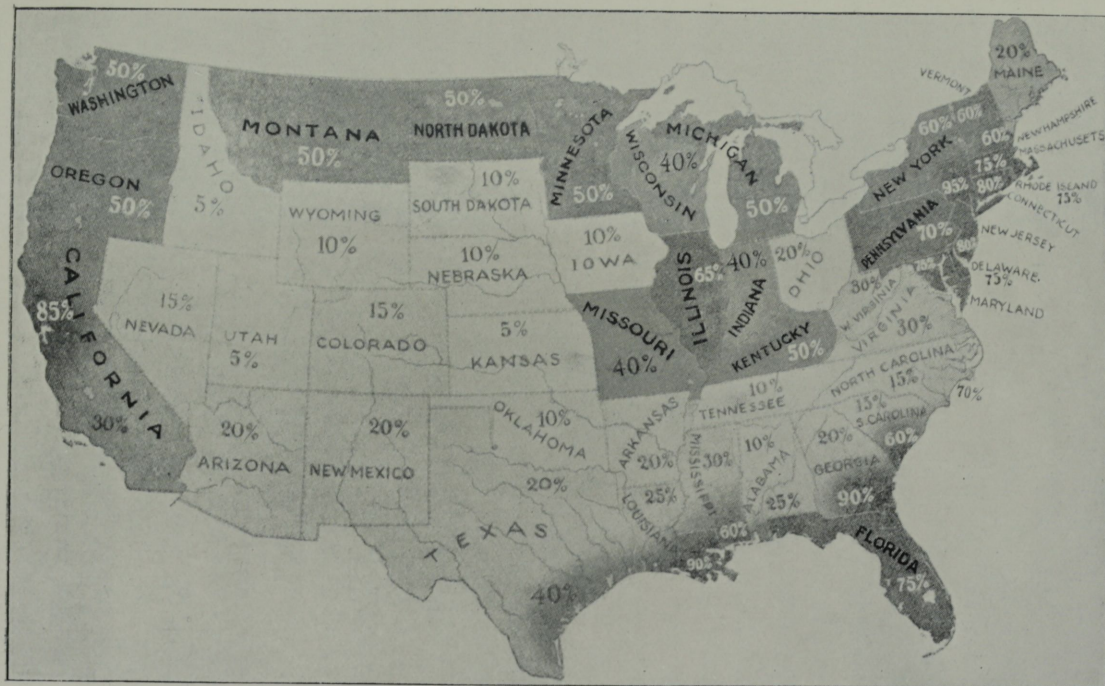 50%
WASHINGTON
OREGON
50%
85%
CALIFORNIA
30%
IDAHO
5%
MONTANA
50%
50%
NORTH DAKOTA
10%
SOUTH DAKOTA
WYOMING
10%
10%
NEBRASKA
15%
NEVADA
UTAH
5%
15%
COLORADO
5%
KANSAS
20%
ARIZONA
20%
NEW MEXICO
OKLAHOMA
10%
20%
TEXAS
40%
MINNESOTA
50%
WISCONSIN
40%
MICHIGAN
50%
10%
IOWA
MISSOURI
40%
ILLINOIS
65%
40%
INDIANA
20%
OHIO
KENTUCKY
50%
10%
TENNESSEE
ARKANSAS
20%
25%
LOUISIANA
90%
MISSISSIPPI
30%
60%
10%
ALABAMA
25%
20%
GEORGIA
90%
FLORIDA
75%
15%
S.CAROLINA
60%
NORTH CAROLINA
15%
70%
30%
W. VIRGINIA
VIRGINIA
30%
PENNSYLVANIA
70%
NEW YORK
95%
60%
60%
VERMONT
20%
MAINE
60%
NEW HAMPSHIRE
75%
MASSACHUSETS
80%
RHODE ISLAND
75%
CONNECTICUT
NEW JERSEY
DELAWARE.
75%
MARYLAND